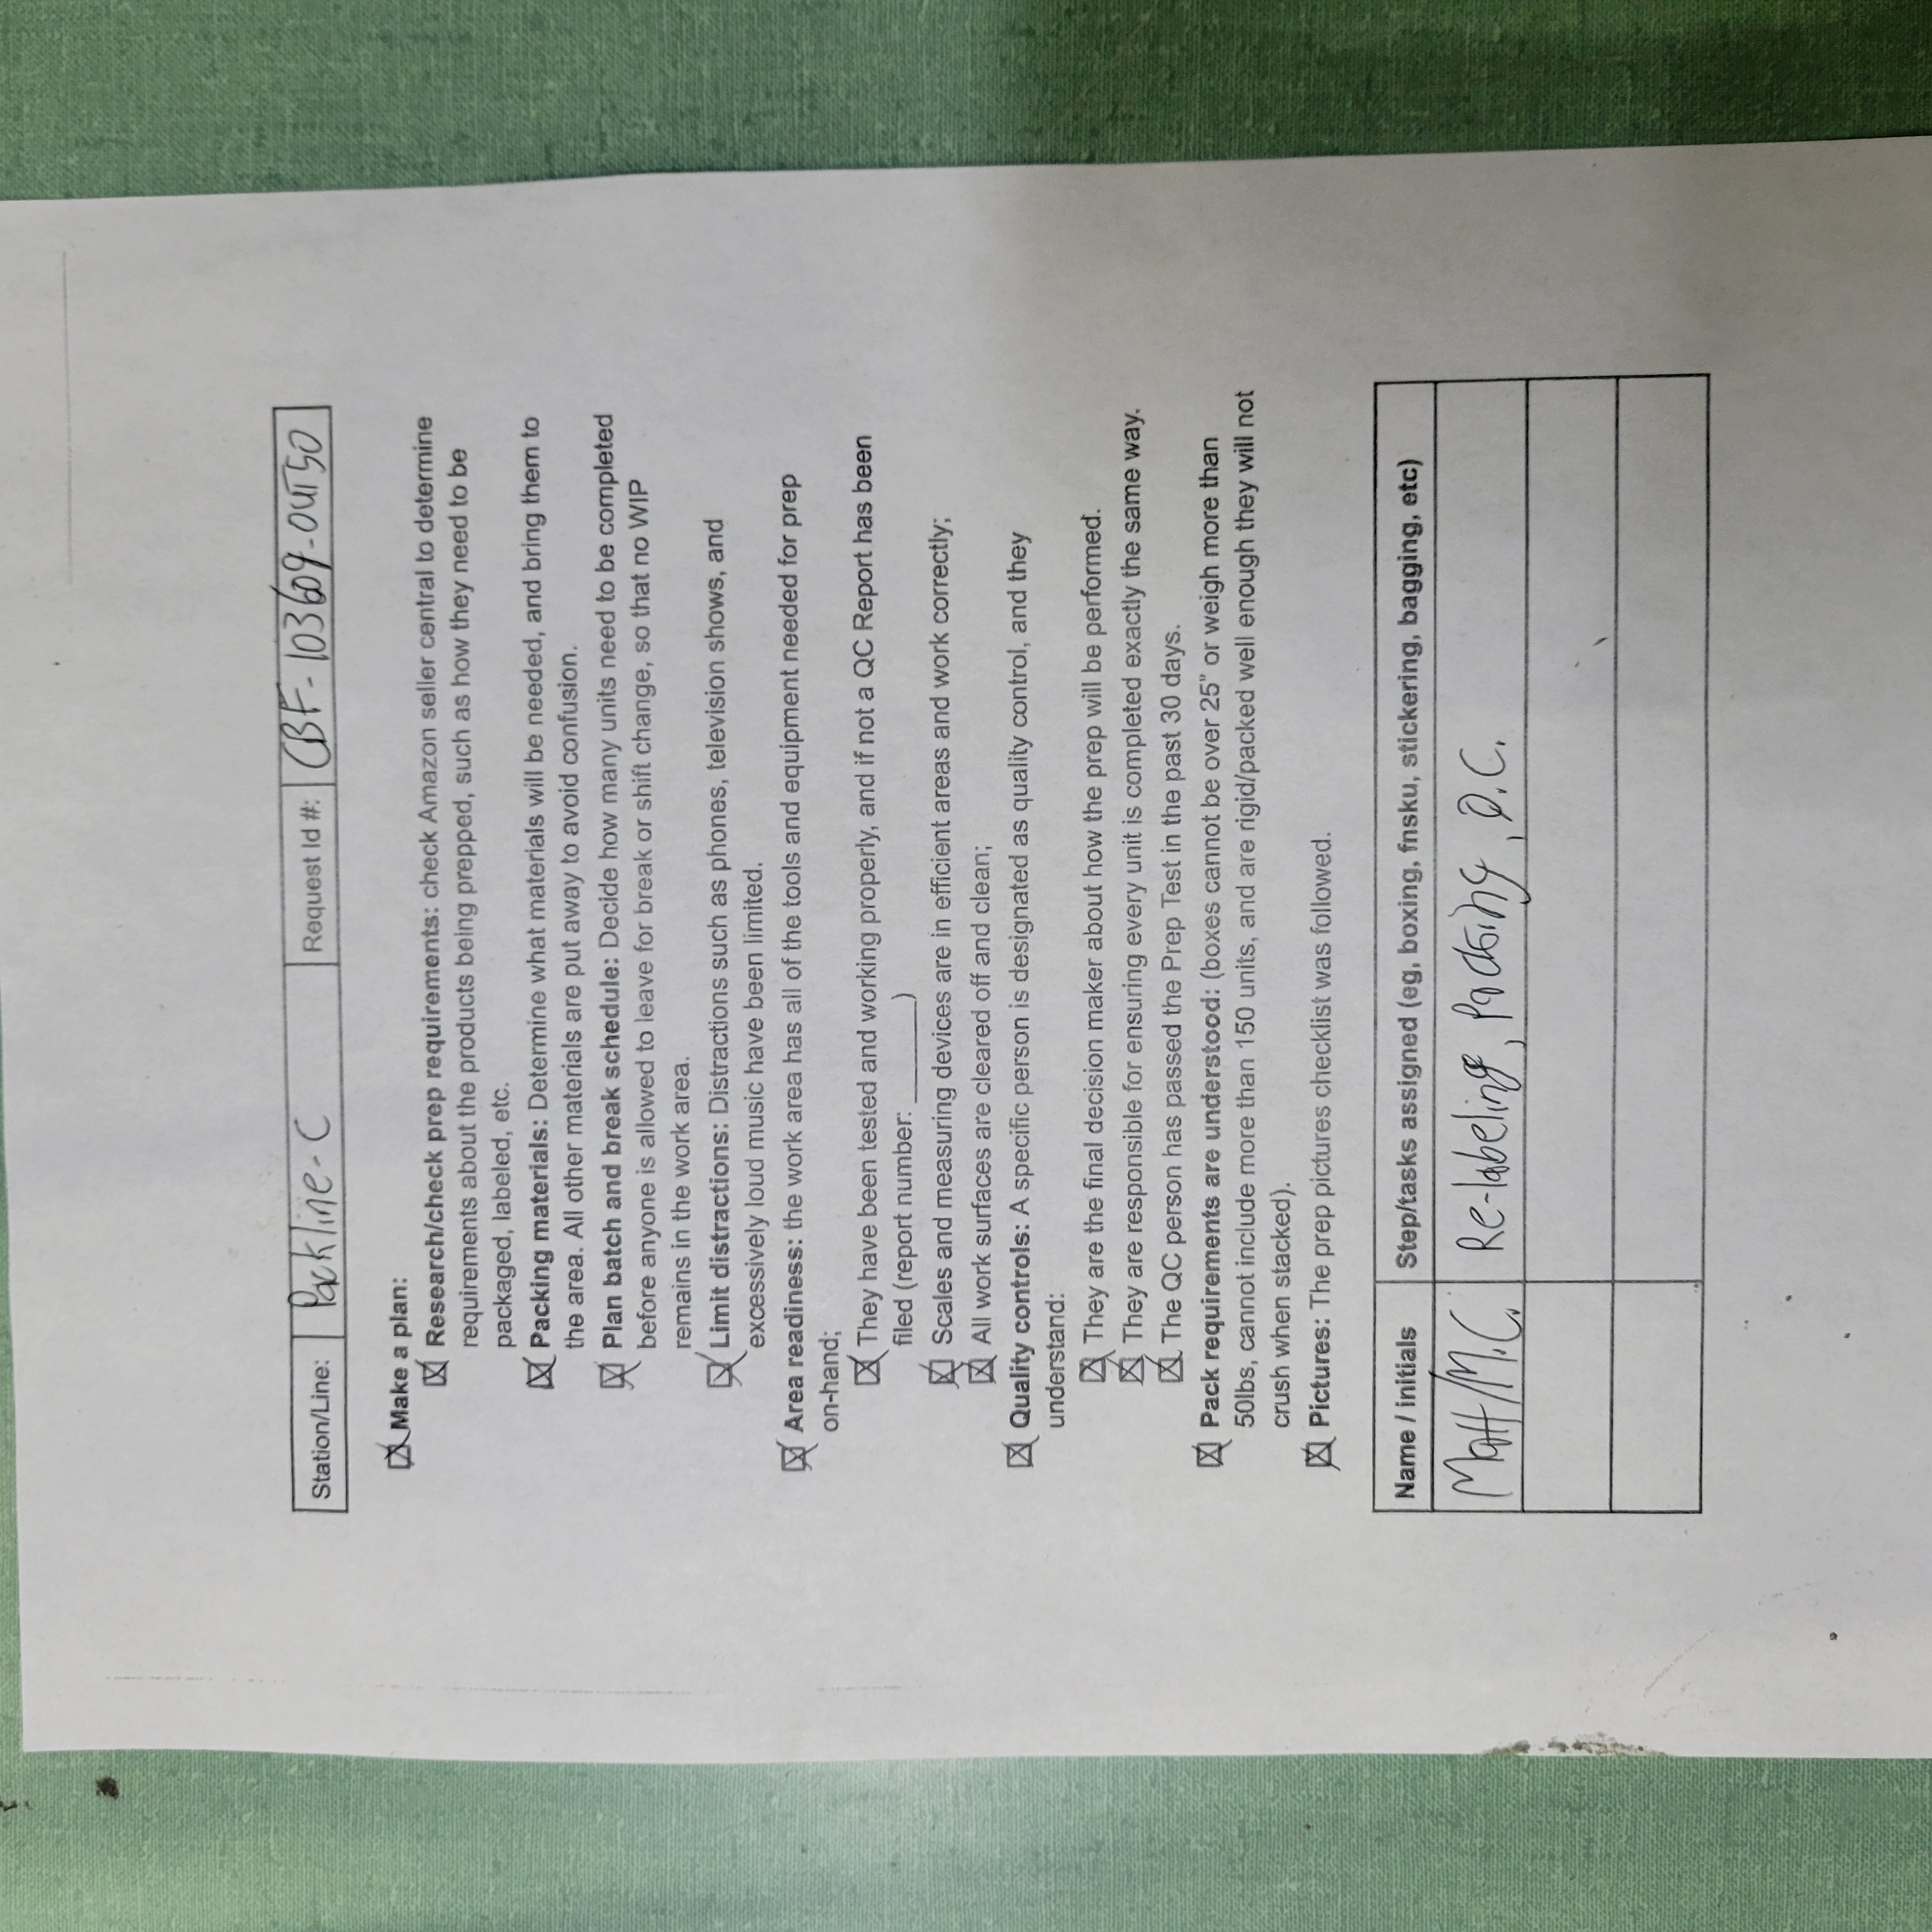 Station/Line: Packline-C Request Id #: CBF-103609-OUT50
Make a plan:
Research/check prep requirements: check Amazon seller central to determine
requirements about the products being prepped, such as how they need to be
packaged, labeled, etc.
Packing materials: Determine what materials will be needed, and bring them to
the area. All other materials are put away to avoid confusion.
Plan batch and break schedule: Decide how many units need to be completed
before anyone is allowed to leave for break or shift change, so that no WIP
remains in the work area.
Limit distractions: Distractions such as phones, television shows, and
excessively loud music have been limited.
Area readiness: the work area has all of the tools and equipment needed for prep
on-hand;
They have been tested and working properly, and if not a QC Report has been
filed (report number: _______)
Scales and measuring devices are in efficient areas and work correctly;
All work surfaces are cleared off and clean;
Quality controls: A specific person is designated as quality control, and they
understand:
They are the final decision maker about how the prep will be performed.
They are responsible for ensuring every unit is completed exactly the same way.
The QC person has passed the Prep Test in the past 30 days.
Pack requirements are understood: (boxes cannot be over 25" or weigh more than
50lbs, cannot include more than 150 units, and are rigid/packed well enough they will not
crush when stacked).
Pictures: The prep pictures checklist was followed.
Name / initials Step/tasks assigned (eg, boxing, fnsku, stickering, bagging, etc)
Matt/M.C. Re-labeling, Packing, Q.C.